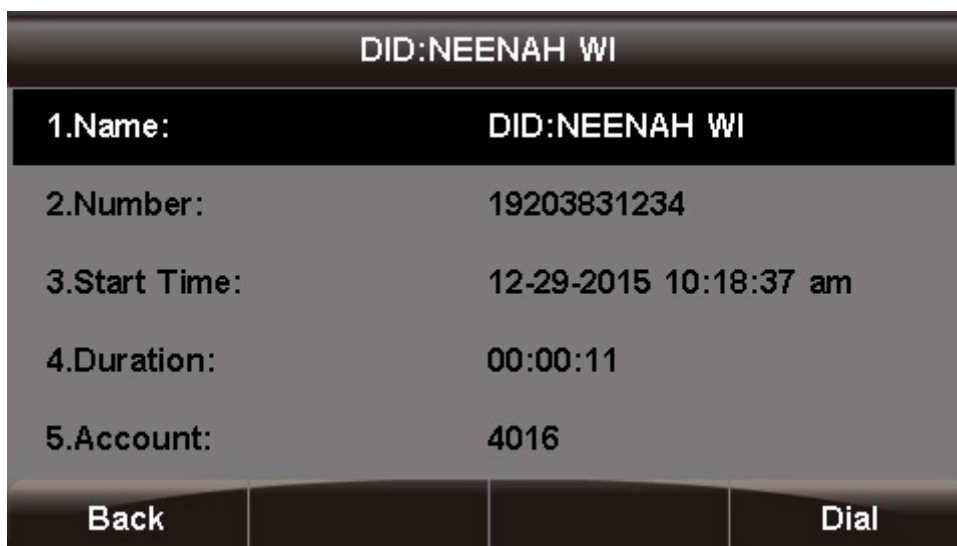 DID:NEENAH WI
1.Name: DID:NEENAH WI
2.Number: 19203831234
3.Start Time: 12-29-2015 10:18:37 am
4.Duration: 00:00:11
5.Account: 4016
Back Dial